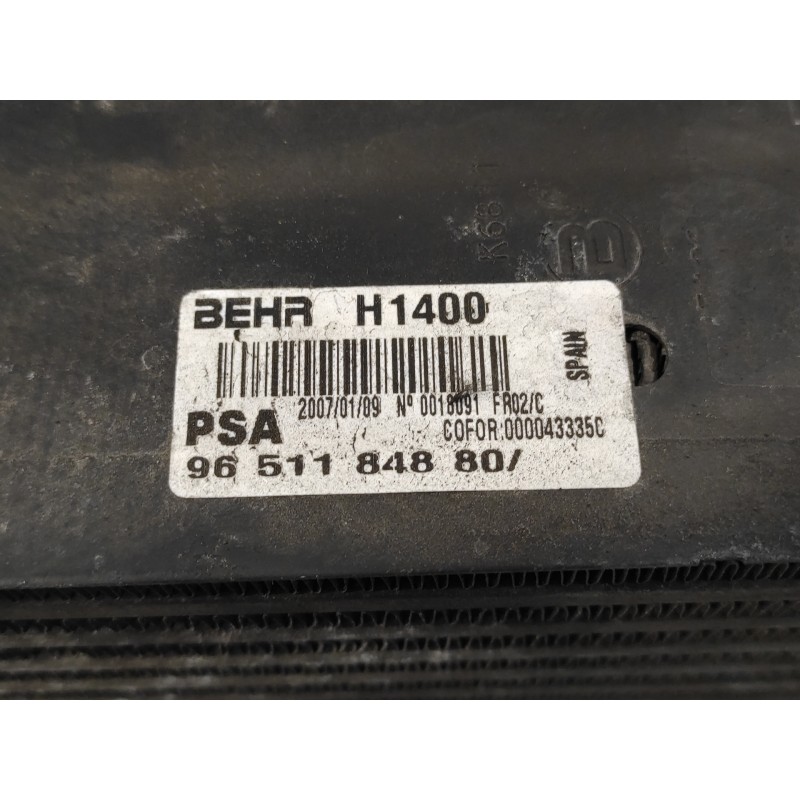 BEHR H1400
SPAIN
2007/01/09 Nº 0018091 FR02/C
PSA COFOR:000043335C
96 511 848 80/